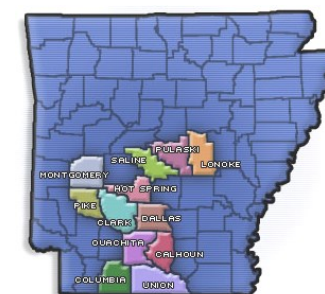 PULASKI
SALINE
LONOKE
MONTGOMERY
HOT SPRING
PIKE
CLARK
DALLAS
OUACHITA
CALHOUN
COLUMBIA
UNION